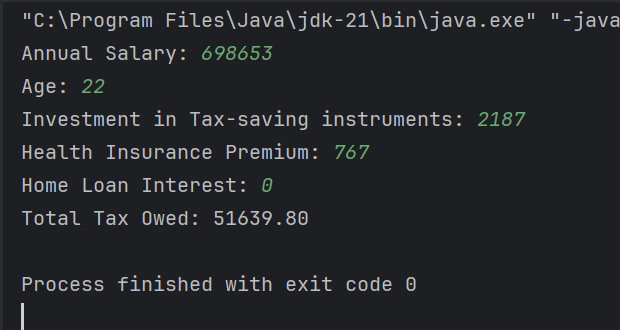 "C:\Program Files\Java\jdk-21\bin\java.exe" "-java
Annual Salary: 698653
Age: 22
Investment in Tax-saving instruments: 2187
Health Insurance Premium: 767
Home Loan Interest: 0
Total Tax Owed: 51639.80
Process finished with exit code 0